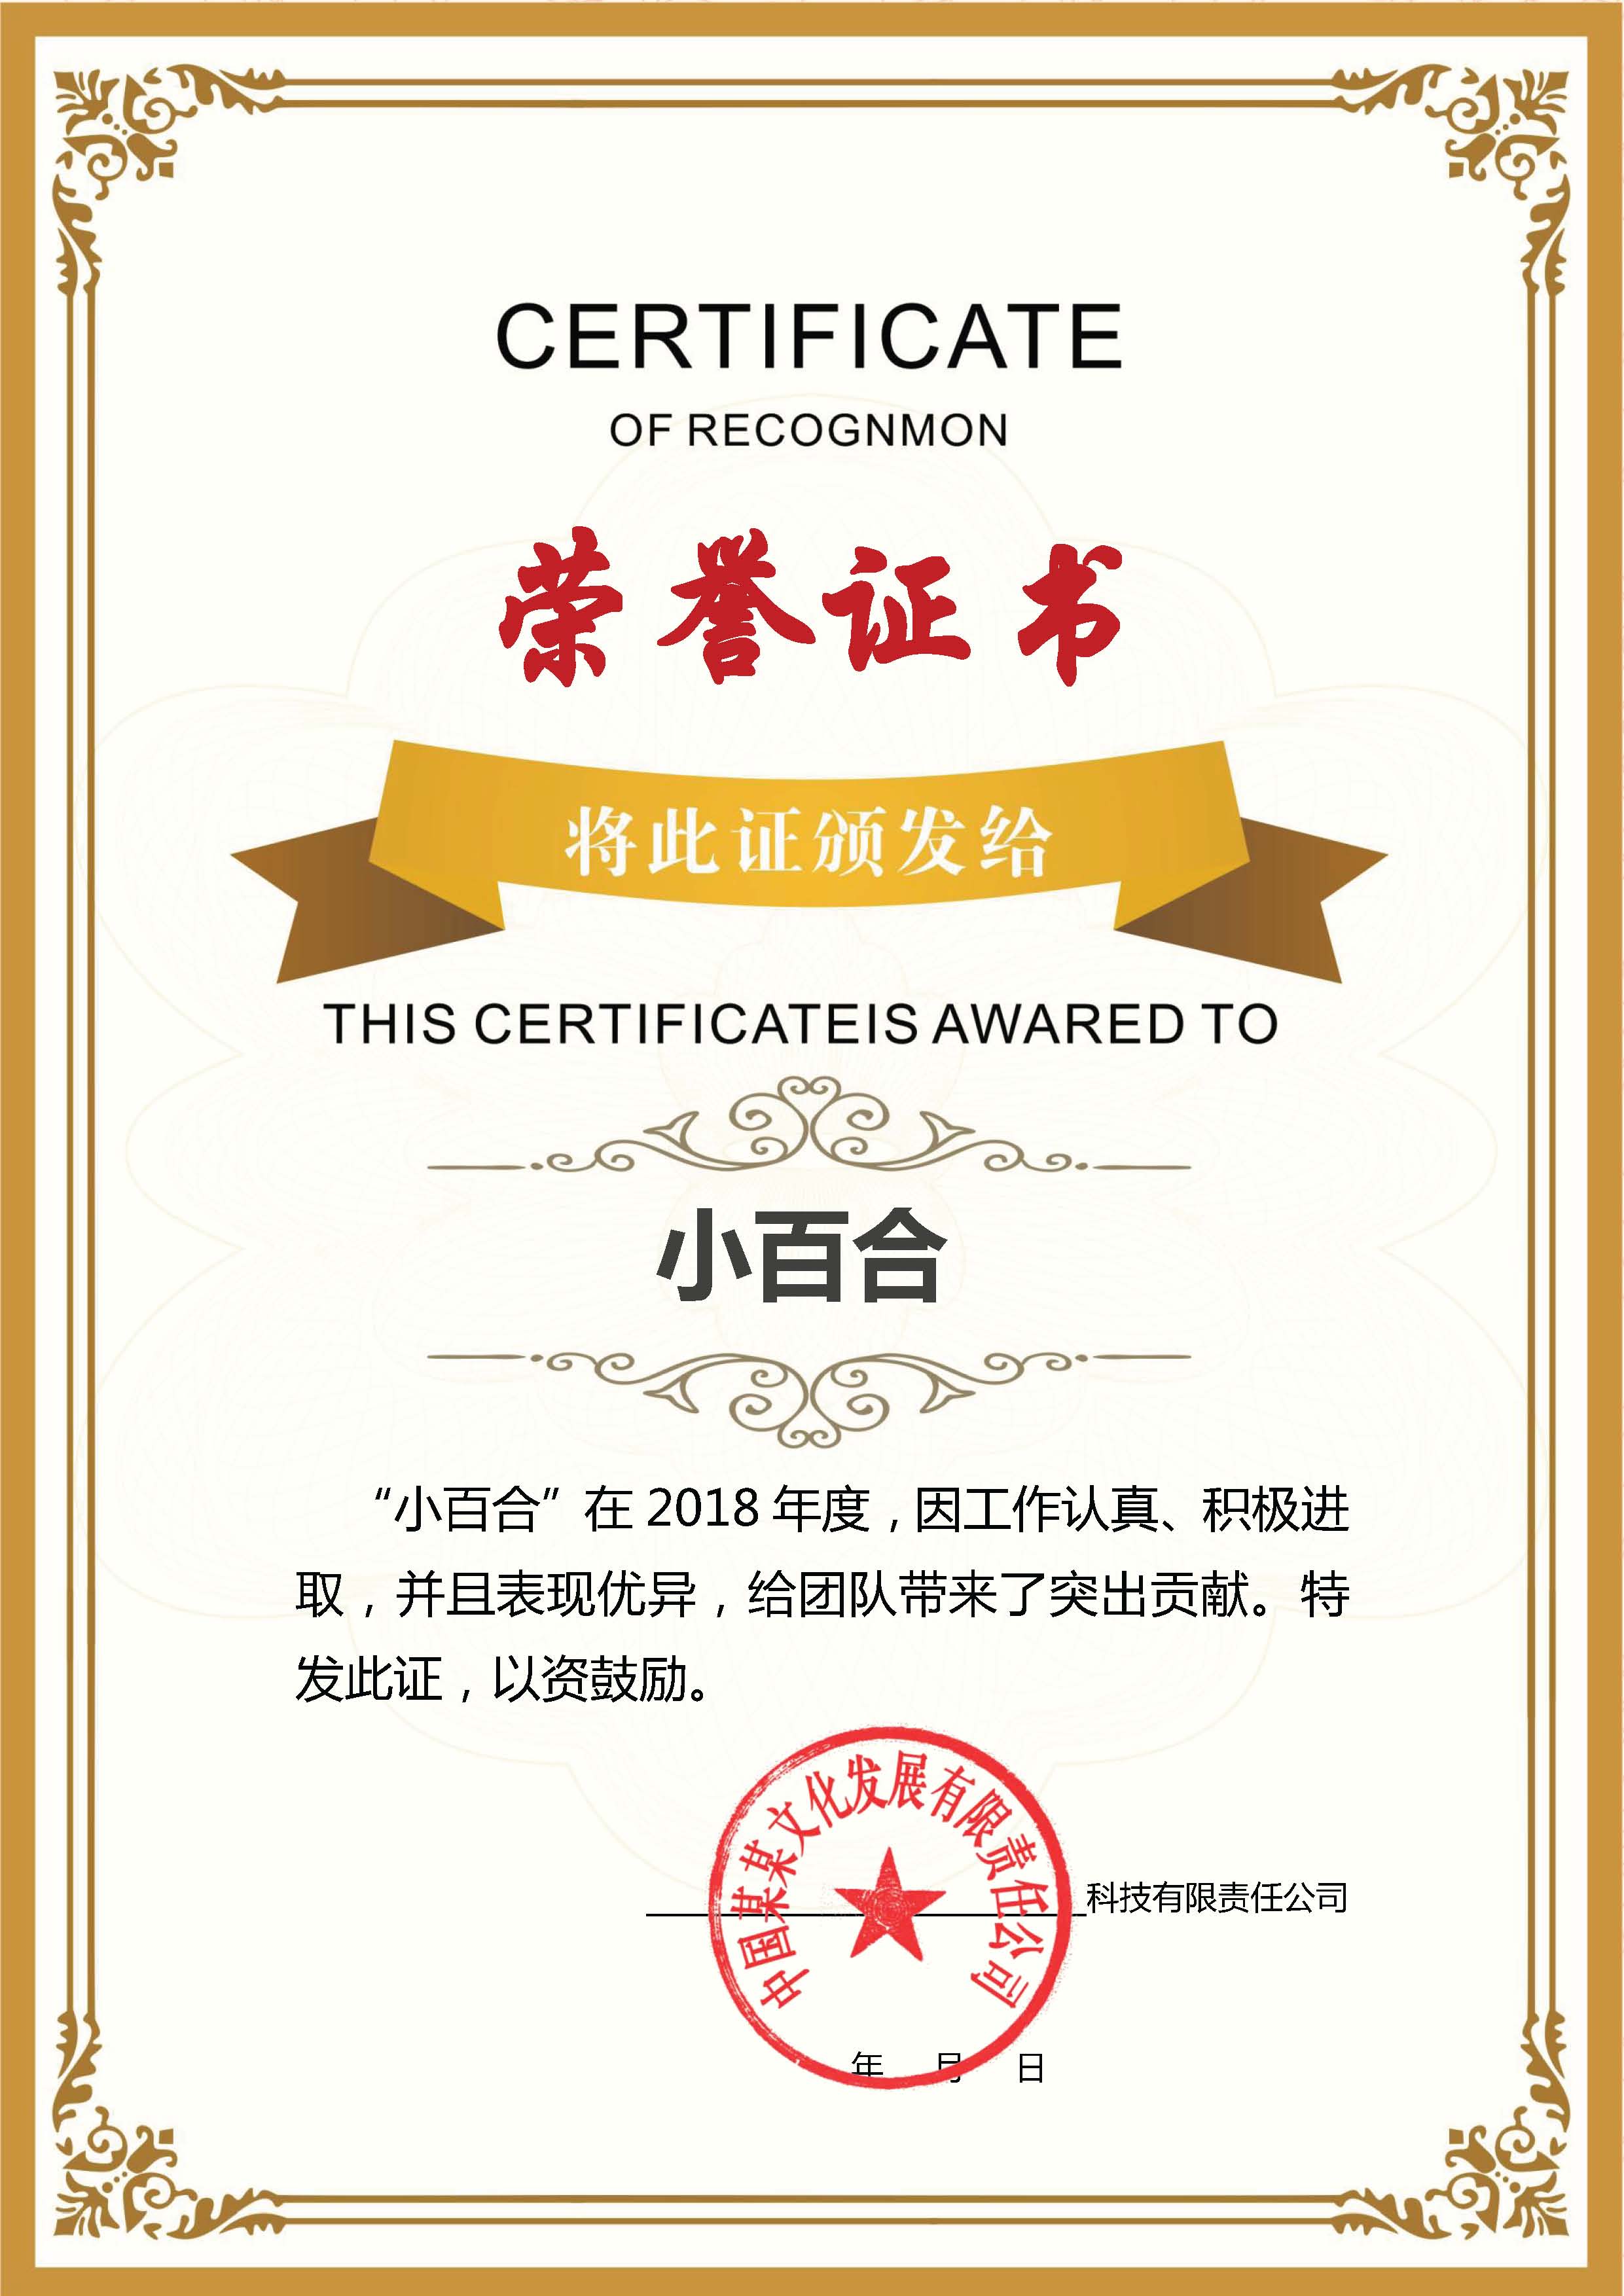 CERTIFICATE
OF RECOGNMON
荣誉证书
将此证颁发给
THIS CERTIFICATEIS AWARED TO
小百合
“小百合”在 2018 年度，因工作认真、积极进
取，并且表现优异，给团队带来了突出贡献。特
发此证，以资鼓励。
中国某某文化发展有限责任公司
科技有限责任公司
年 月 日